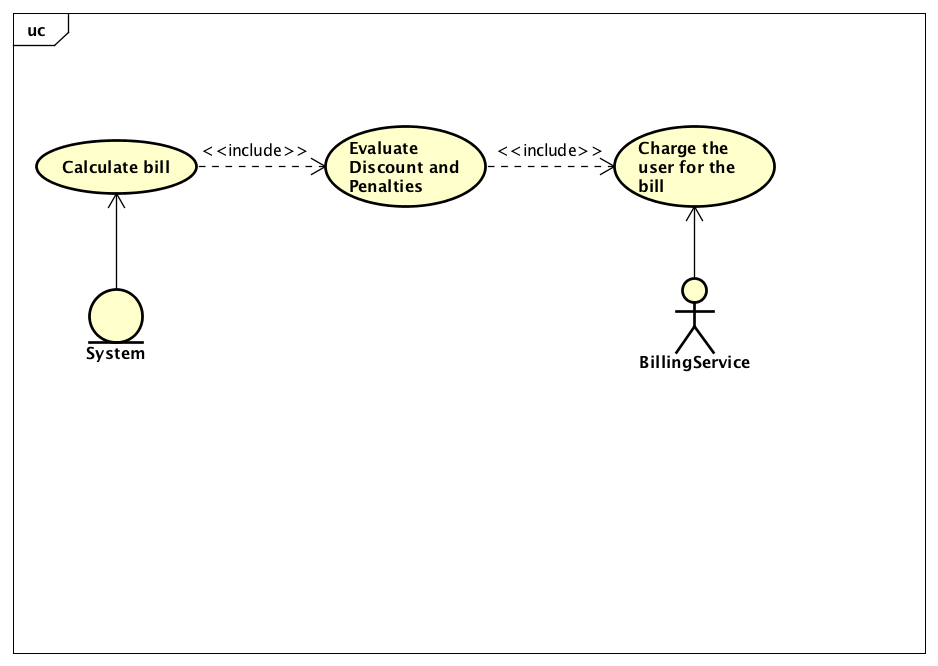 uc
Calculate bill
<<include>>
Evaluate
Discount and
Penalties
<<include>>
Charge the
user for the
bill
System
BillingService